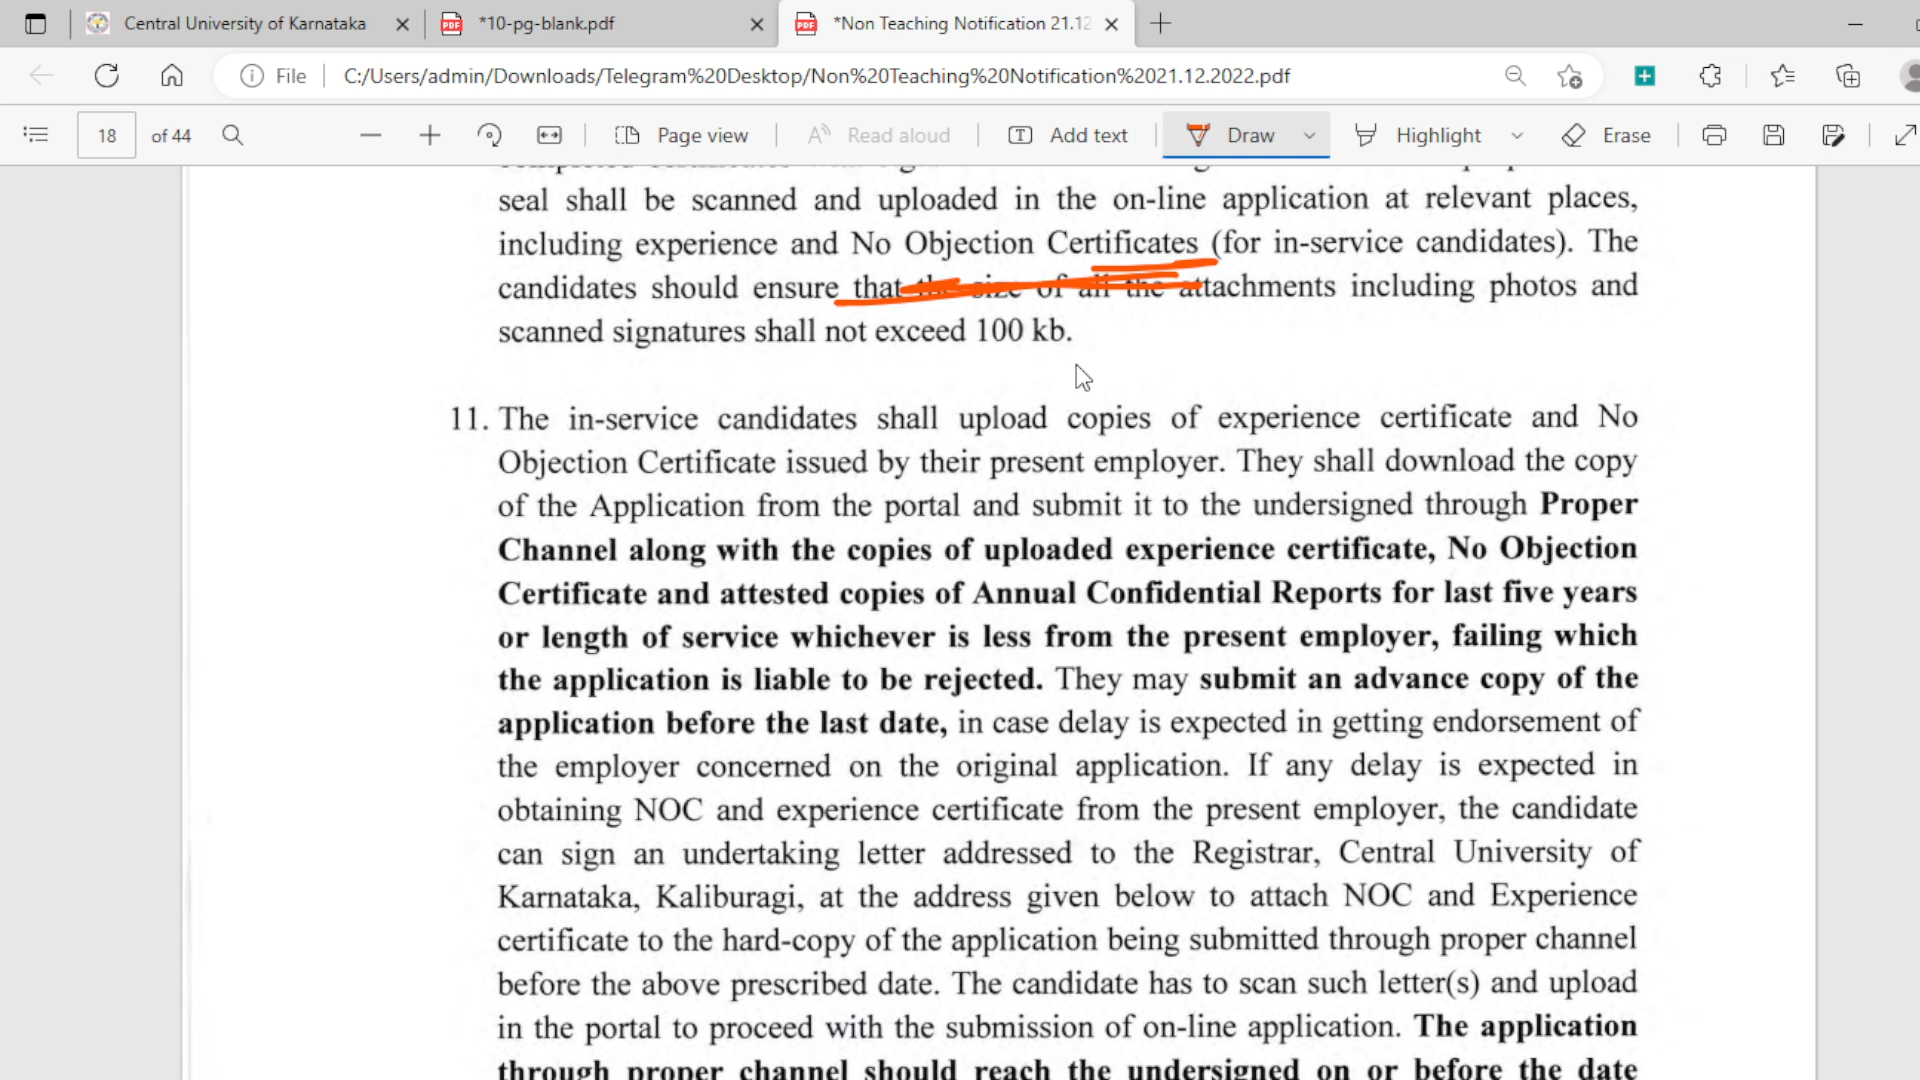 Central University of Karnataka
*10-pg-blank.pdf
*Non Teaching Notification 21.12
File
C:/Users/admin/Downloads/Telegram%20Desktop/Non%20Teaching%20Notification%2021.12.2022.pdf
18 of 44
Page view
Read aloud
Add text
Draw
Highlight
Erase
seal shall be scanned and uploaded in the on-line application at relevant places,
including experience and No Objection Certificates (for in-service candidates). The
candidates should ensure that the size of all the attachments including photos and
scanned signatures shall not exceed 100 kb.
11. The in-service candidates shall upload copies of experience certificate and No
Objection Certificate issued by their present employer. They shall download the copy
of the Application from the portal and submit it to the undersigned through Proper
Channel along with the copies of uploaded experience certificate, No Objection
Certificate and attested copies of Annual Confidential Reports for last five years
or length of service whichever is less from the present employer, failing which
the application is liable to be rejected. They may submit an advance copy of the
application before the last date, in case delay is expected in getting endorsement of
the employer concerned on the original application. If any delay is expected in
obtaining NOC and experience certificate from the present employer, the candidate
can sign an undertaking letter addressed to the Registrar, Central University of
Karnataka, Kaliburagi, at the address given below to attach NOC and Experience
certificate to the hard-copy of the application being submitted through proper channel
before the above prescribed date. The candidate has to scan such letter(s) and upload
in the portal to proceed with the submission of on-line application. The application
through proper channel should reach the undersigned on or before the date